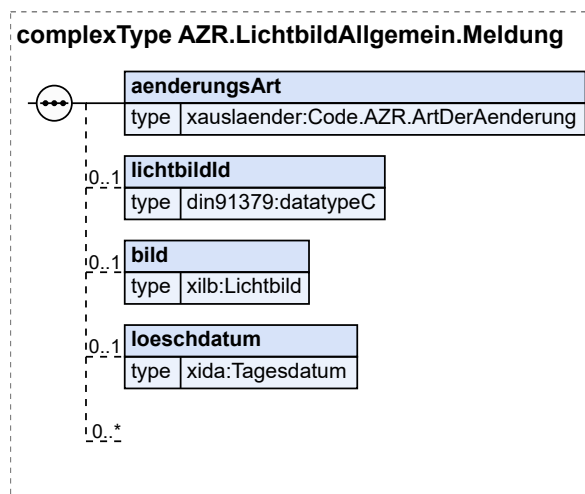 complexType AZR.LichtbildAllgemein.Meldung
aenderungsArt
type xauslaender:Code.AZR.ArtDerAenderung
0..1
lichtbildId
type din91379:datatypeC
0..1
bild
type xilb:Lichtbild
0..1
loeschdatum
type xida:Tagesdatum
0..*